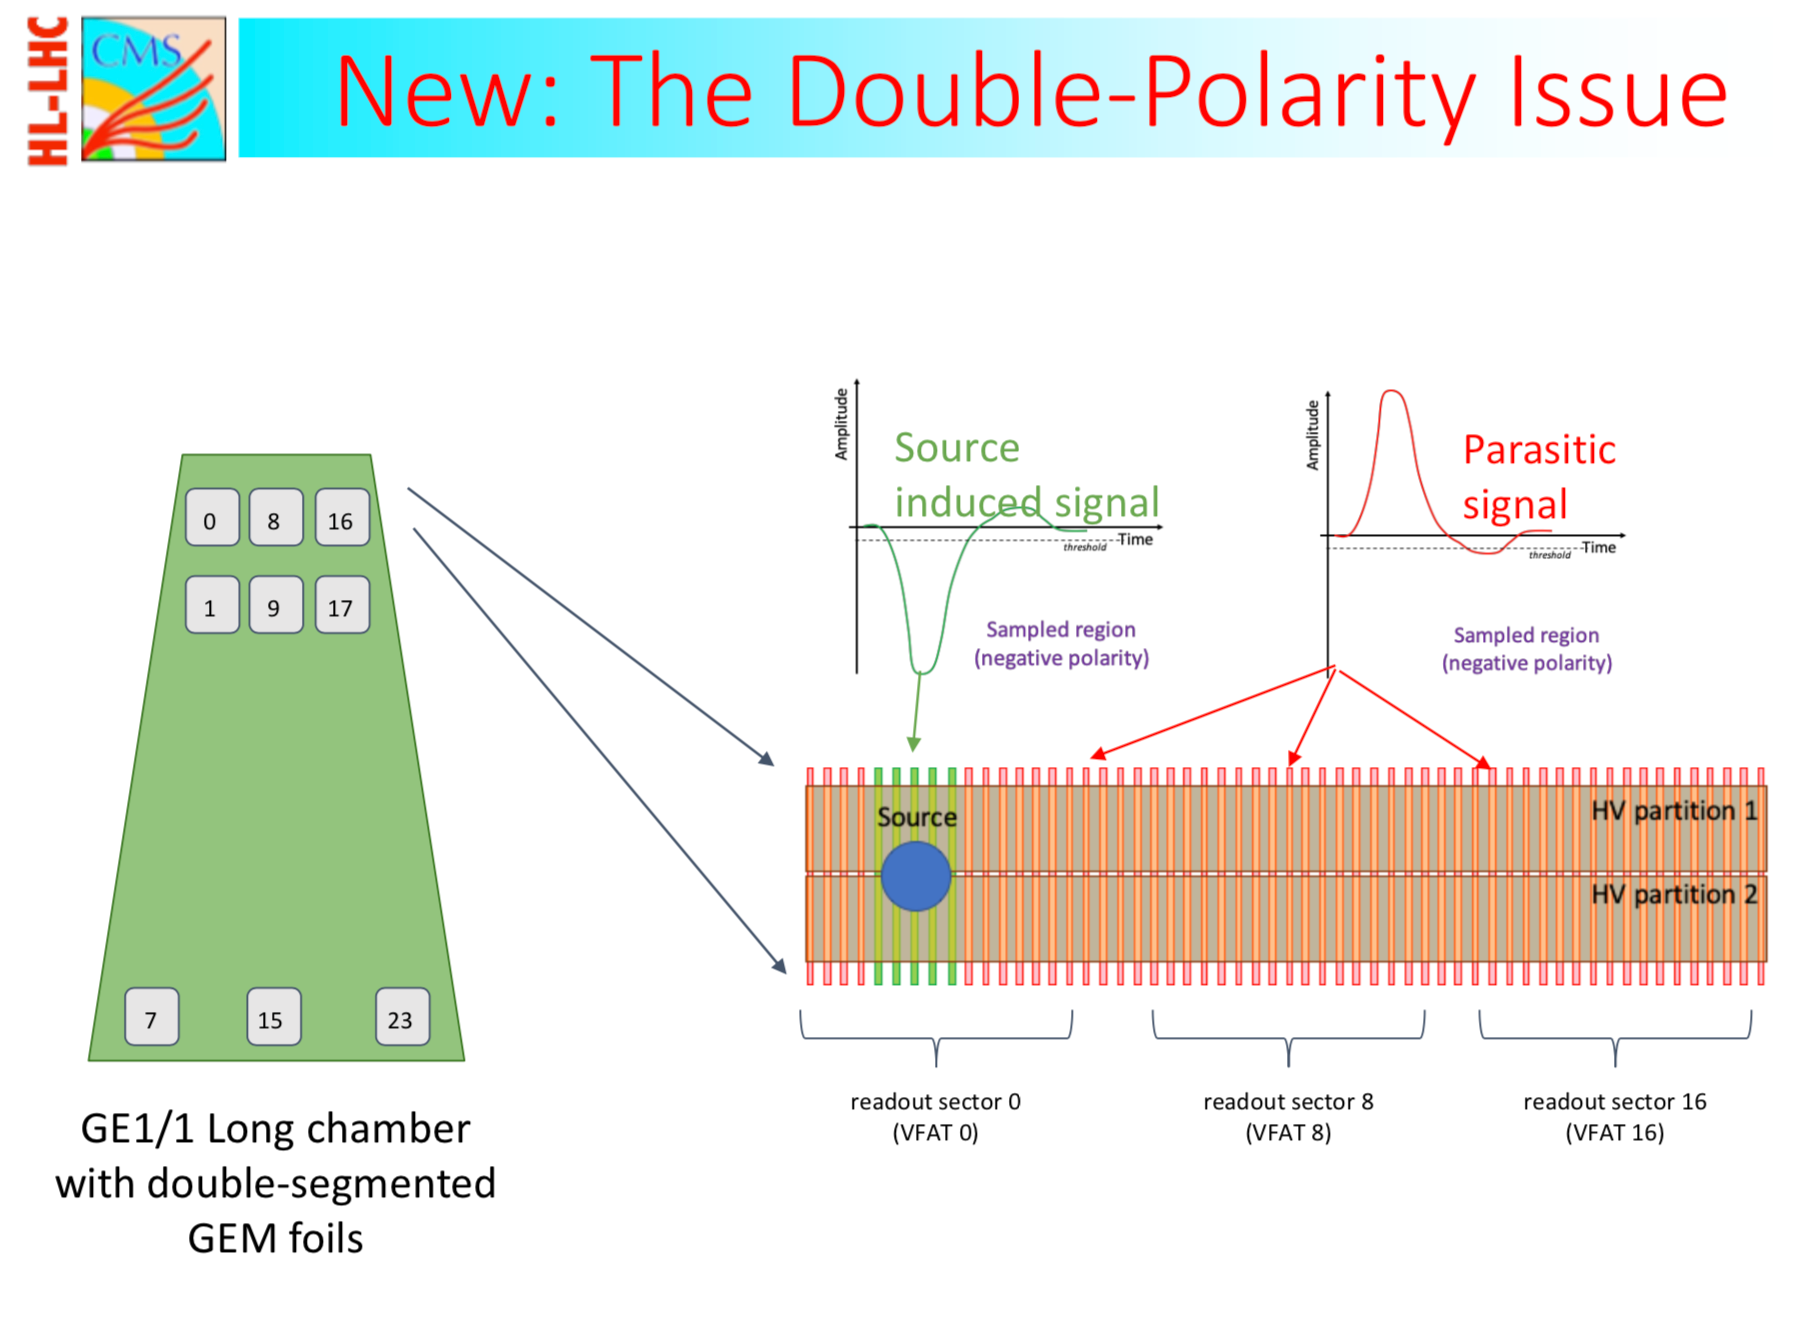 HL-LHC
CMS
New: The Double-Polarity Issue
0 8 16
1 9 17
7 15 23
GE1/1 Long chamber
with double-segmented
GEM foils
Amplitude
Source
induced signal
Time
threshold
Sampled region
(negative polarity)
Amplitude
Parasitic
signal
Time
threshold
Sampled region
(negative polarity)
Source
HV partition 1
HV partition 2
readout sector 0
(VFAT 0)
readout sector 8
(VFAT 8)
readout sector 16
(VFAT 16)